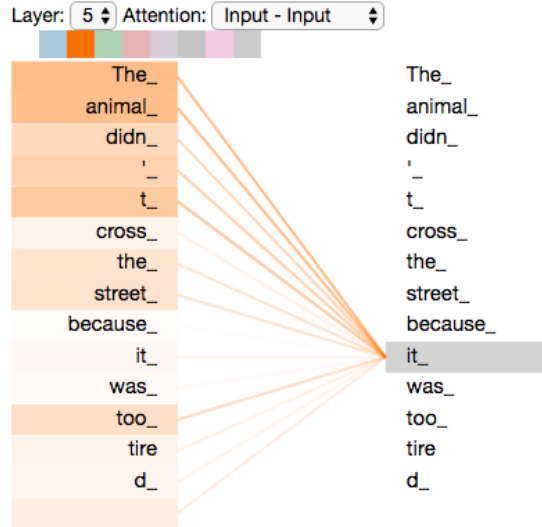 Layer: 5 Attention: Input - Input
The_ The_
animal_ animal_
didn_ didn_
'_ '_
t_ t_
cross_ cross_
the_ the_
street_ street_
because_ because_
it_ it_
was_ was_
too_ too_
tire tire
d_ d_